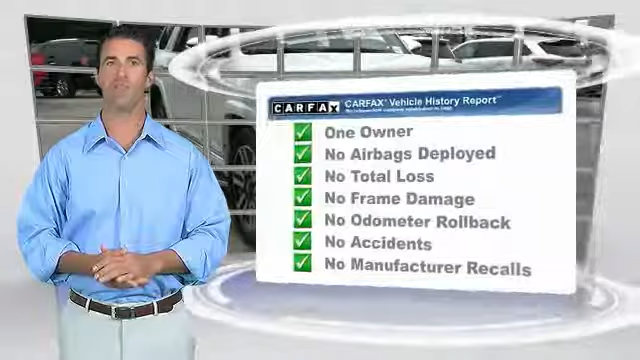 CARFAX
CARFAX Vehicle History Report™
One Owner
No Airbags Deployed
No Total Loss
No Frame Damage
No Odometer Rollback
No Accidents
No Manufacturer Recalls